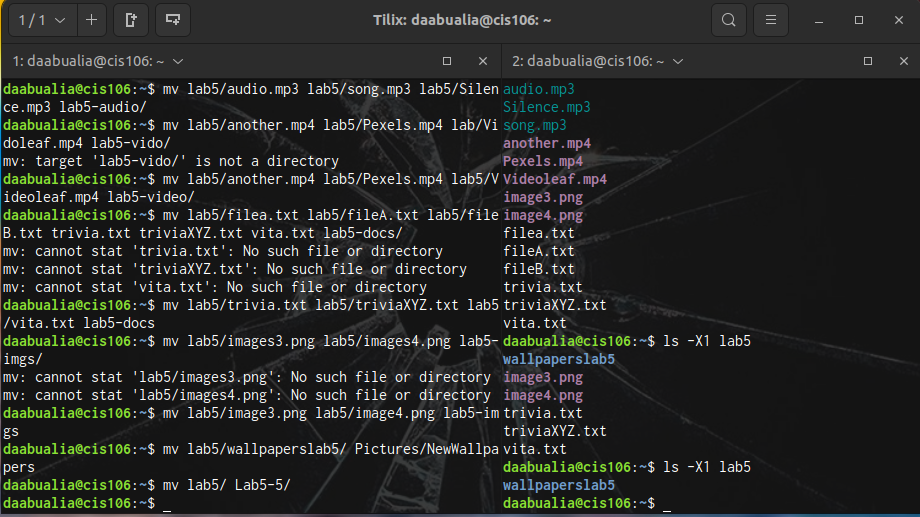 1 / 1
Tilix: daabualia@cis106: ~
1: daabualia@cis106: ~
daabualia@cis106:~$ mv lab5/audio.mp3 lab5/song.mp3 lab5/Silen
ce.mp3 lab5-audio/
daabualia@cis106:~$ mv lab5/another.mp4 lab5/Pexels.mp4 lab/Vi
doleaf.mp4 lab5-vido/
mv: target 'lab5-vido/' is not a directory
daabualia@cis106:~$ mv lab5/another.mp4 lab5/Pexels.mp4 lab5/V
ideoleaf.mp4 lab5-video/
daabualia@cis106:~$ mv lab5/filea.txt lab5/fileA.txt lab5/file
B.txt trivia.txt triviaXYZ.txt vita.txt lab5-docs/
mv: cannot stat 'trivia.txt': No such file or directory
mv: cannot stat 'triviaXYZ.txt': No such file or directory
mv: cannot stat 'vita.txt': No such file or directory
daabualia@cis106:~$ mv lab5/trivia.txt lab5/triviaXYZ.txt lab5
/vita.txt lab5-docs
daabualia@cis106:~$ mv lab5/images3.png lab5/images4.png lab5-
imgs/
mv: cannot stat 'lab5/images3.png': No such file or directory
mv: cannot stat 'lab5/images4.png': No such file or directory
daabualia@cis106:~$ mv lab5/image3.png lab5/image4.png lab5-im
gs
daabualia@cis106:~$ mv lab5/wallpaperslab5/ Pictures/NewWallpa
pers
daabualia@cis106:~$ mv lab5/ Lab5-5/
daabualia@cis106:~$ _
2: daabualia@cis106: ~
audio.mp3
Silence.mp3
song.mp3
another.mp4
Pexels.mp4
Videoleaf.mp4
image3.png
image4.png
filea.txt
fileA.txt
fileB.txt
trivia.txt
triviaXYZ.txt
vita.txt
daabualia@cis106:~$ ls -X1 lab5
wallpaperslab5
image3.png
image4.png
trivia.txt
triviaXYZ.txt
vita.txt
daabualia@cis106:~$ ls -X1 lab5
wallpaperslab5
daabualia@cis106:~$ _